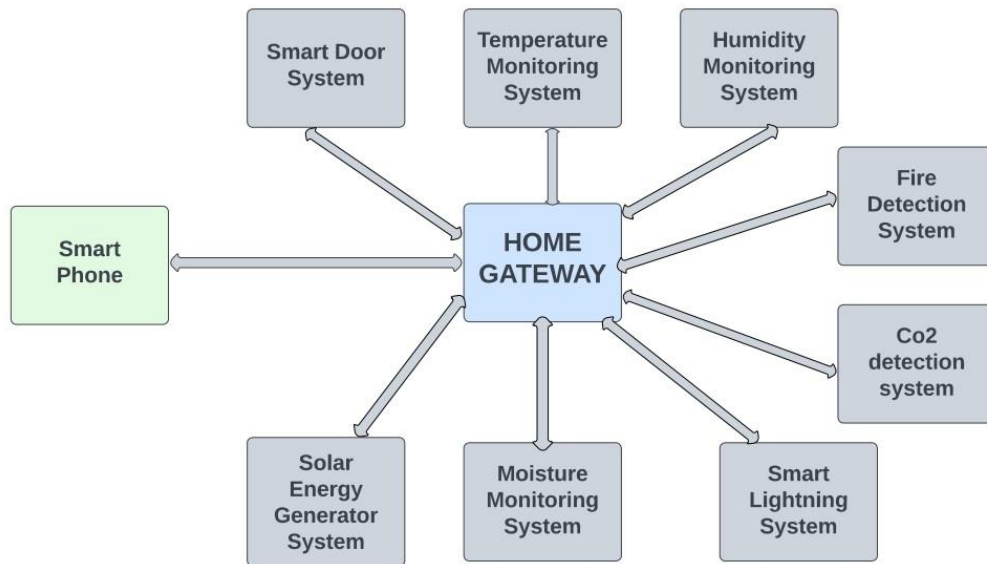 Smart Door
System
Temperature
Monitoring
System
Humidity
Monitoring
System
Fire
Detection
System
Smart
Phone
HOME
GATEWAY
Co2
detection
system
Solar
Energy
Generator
System
Moisture
Monitoring
System
Smart
Lightning
System